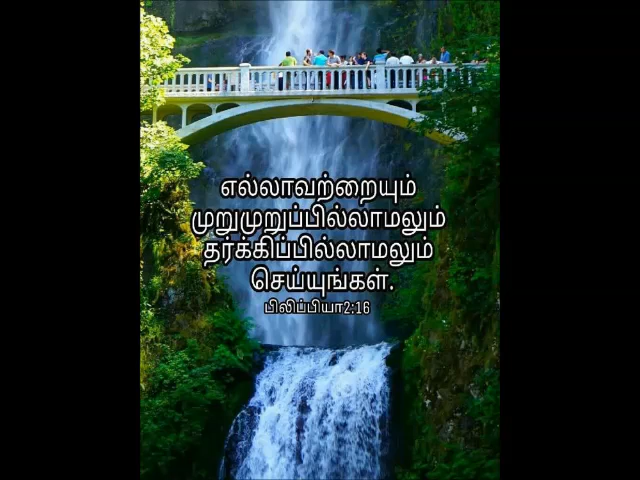 எல்லாவற்றையும்
முறுமுறுப்பில்லாமலும்
தர்க்கிப்பில்லாமலும்
செய்யுங்கள்.
பிலிப்பியா2:16